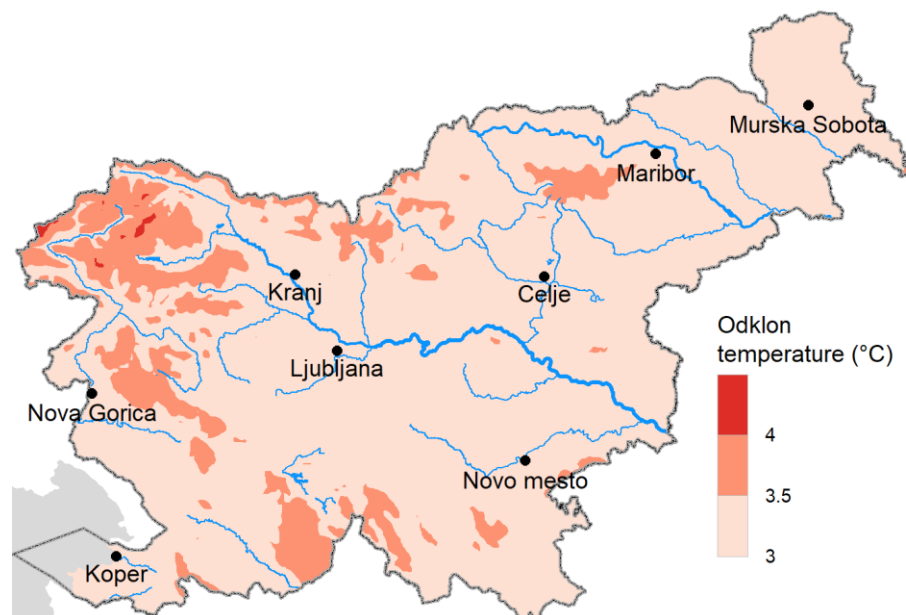 Murska Sobota
Maribor
Kranj
Celje
Ljubljana
Nova Gorica
Novo mesto
Koper
Odklon
temperature (°C)
4
3.5
3